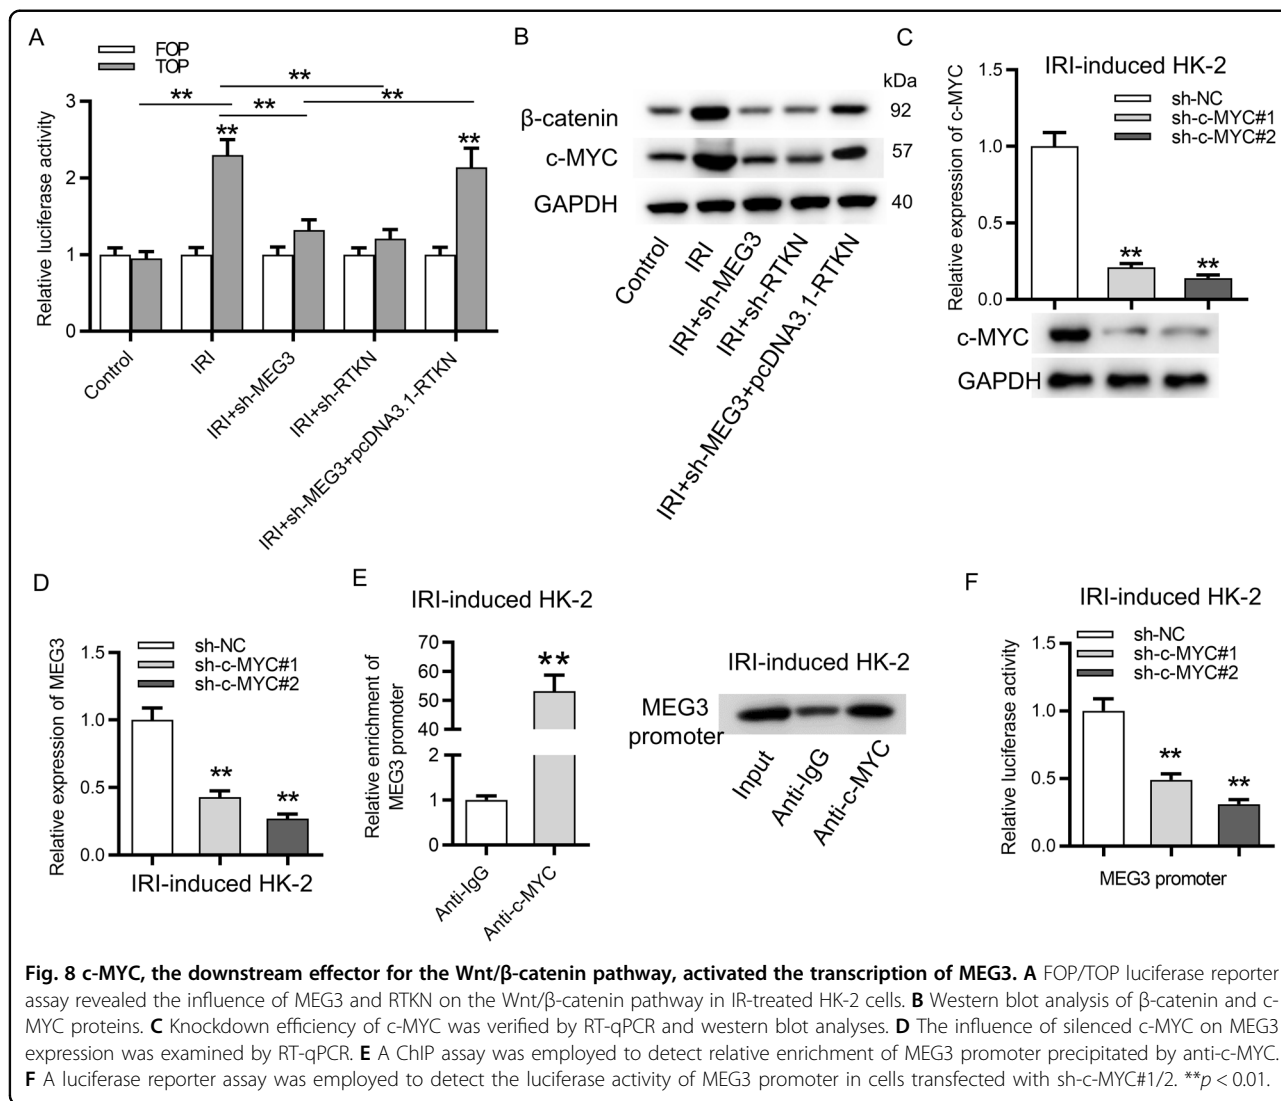 A
FOP
TOP
**
** ** **
** **
Relative luciferase activity
3
2
1
0
Control
IRI
IRI+sh-MEG3
IRI+sh-RTKN
IRI+sh-MEG3+pcDNA3.1-RTKN
B
kDa
β-catenin 92
c-MYC 57
GAPDH 40
Control
IRI
IRI+sh-MEG3
IRI+sh-RTKN
IRI+sh-MEG3+pcDNA3.1-RTKN
C
IRI-induced HK-2
sh-NC
sh-c-MYC#1
sh-c-MYC#2
Relative expression of c-MYC
1.5
1.0
0.5
0.0
** **
c-MYC
GAPDH
D
sh-NC
sh-c-MYC#1
sh-c-MYC#2
Relative expression of MEG3
1.5
1.0
0.5
0.0
** **
IRI-induced HK-2
E
IRI-induced HK-2
Relative enrichment of
MEG3 promoter
70
60
50
40
2
1
0
**
Anti-IgG
Anti-c-MYC
IRI-induced HK-2
MEG3
promoter
Input
Anti-IgG
Anti-c-MYC
F
IRI-induced HK-2
sh-NC
sh-c-MYC#1
sh-c-MYC#2
Relative luciferase activity
1.5
1.0
0.5
0.0
** **
MEG3 promoter
Fig. 8 c-MYC, the downstream effector for the Wnt/β-catenin pathway, activated the transcription of MEG3. A FOP/TOP luciferase reporter
assay revealed the influence of MEG3 and RTKN on the Wnt/β-catenin pathway in IR-treated HK-2 cells. B Western blot analysis of β-catenin and c-
MYC proteins. C Knockdown efficiency of c-MYC was verified by RT-qPCR and western blot analyses. D The influence of silenced c-MYC on MEG3
expression was examined by RT-qPCR. E A ChIP assay was employed to detect relative enrichment of MEG3 promoter precipitated by anti-c-MYC.
F A luciferase reporter assay was employed to detect the luciferase activity of MEG3 promoter in cells transfected with sh-c-MYC#1/2. **p < 0.01.